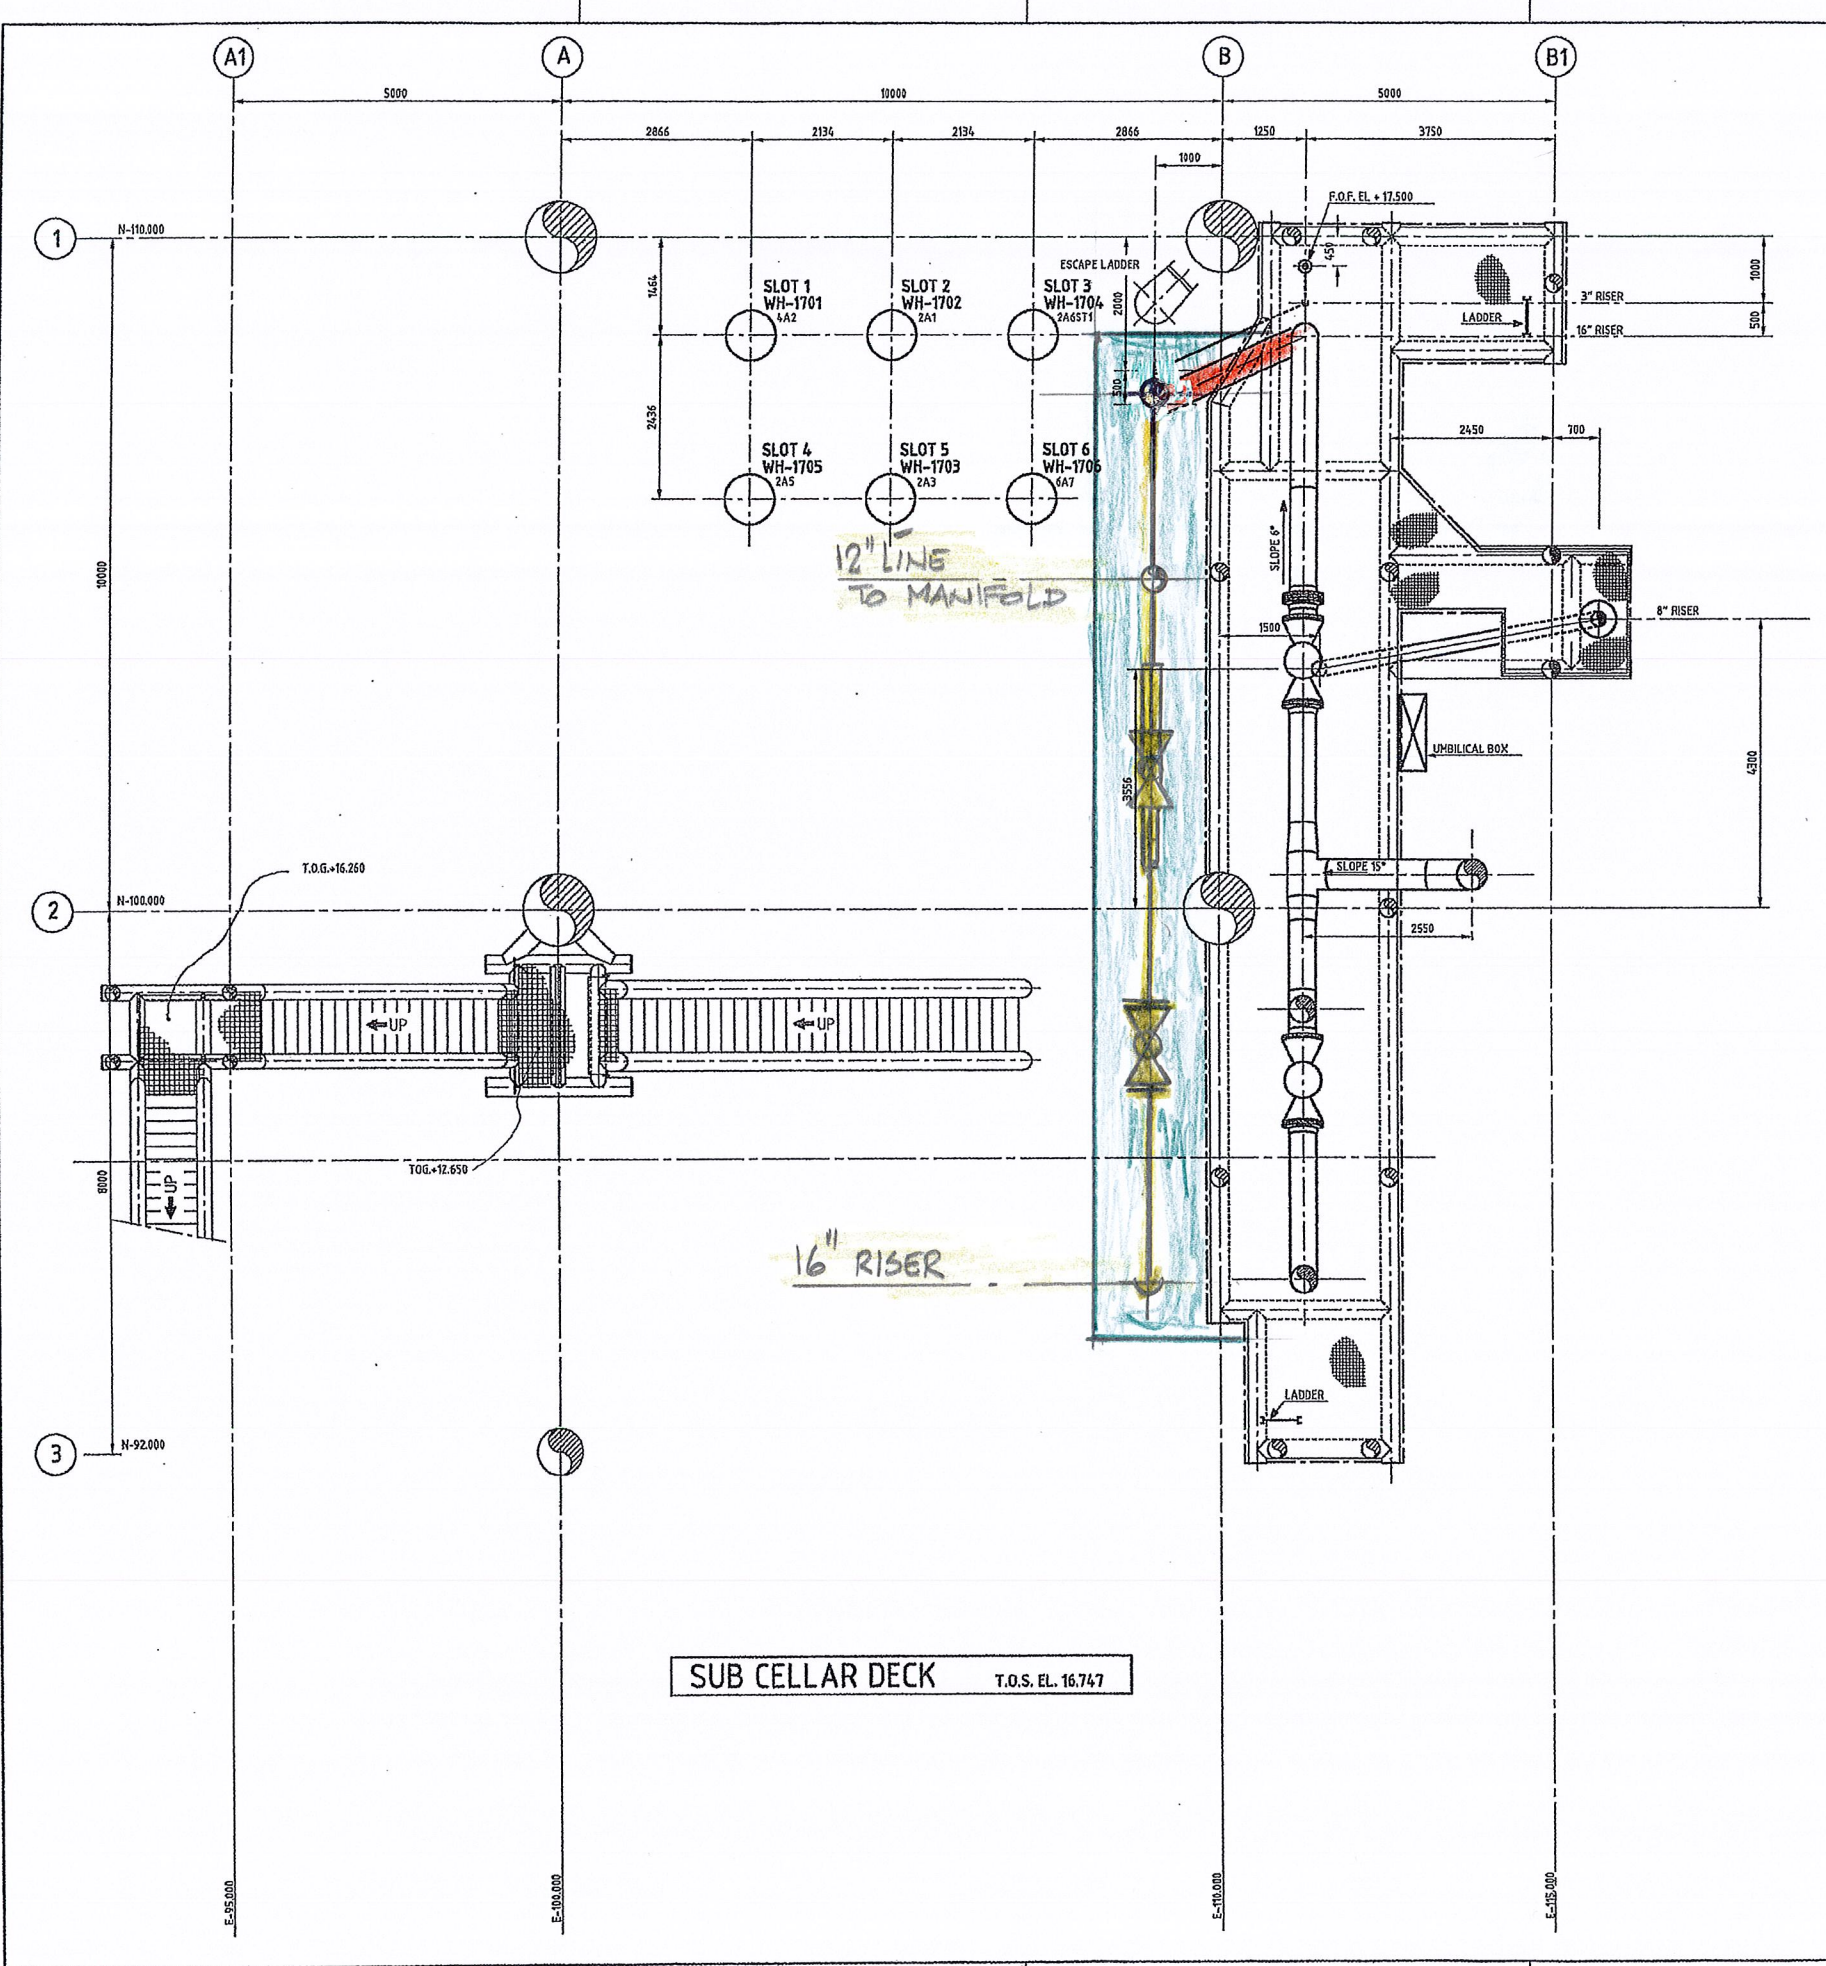 A1
A
B
B1
5000
10000
5000
2866
2134
2134
2866
1250
3750
1000
F.O.F. EL + 17.500
1
N-110.000
450
1000
ESCAPE LADDER
1464
2000
SLOT 1
WH-1701
4A2
SLOT 2
WH-1702
2A1
SLOT 3
WH-1704
2A6ST1
3" RISER
LADDER
500
16" RISER
500
2436
2450
700
SLOT 4
WH-1705
2A5
SLOT 5
WH-1703
2A3
SLOT 6
WH-1706
6A7
SLOPE 6°
12" LINE
TO MANIFOLD
10000
1500
8" RISER
UMBILICAL BOX
4300
3556
T.O.G.+16.260
SLOPE 15°
2
N-100.000
2550
UP
UP
TOG.+12.650
8000
UP
16" RISER
LADDER
3
N-92.000
SUB CELLAR DECK T.O.S. EL. 16.747
E-95.000
E-100.000
E-110.000
E-115.000